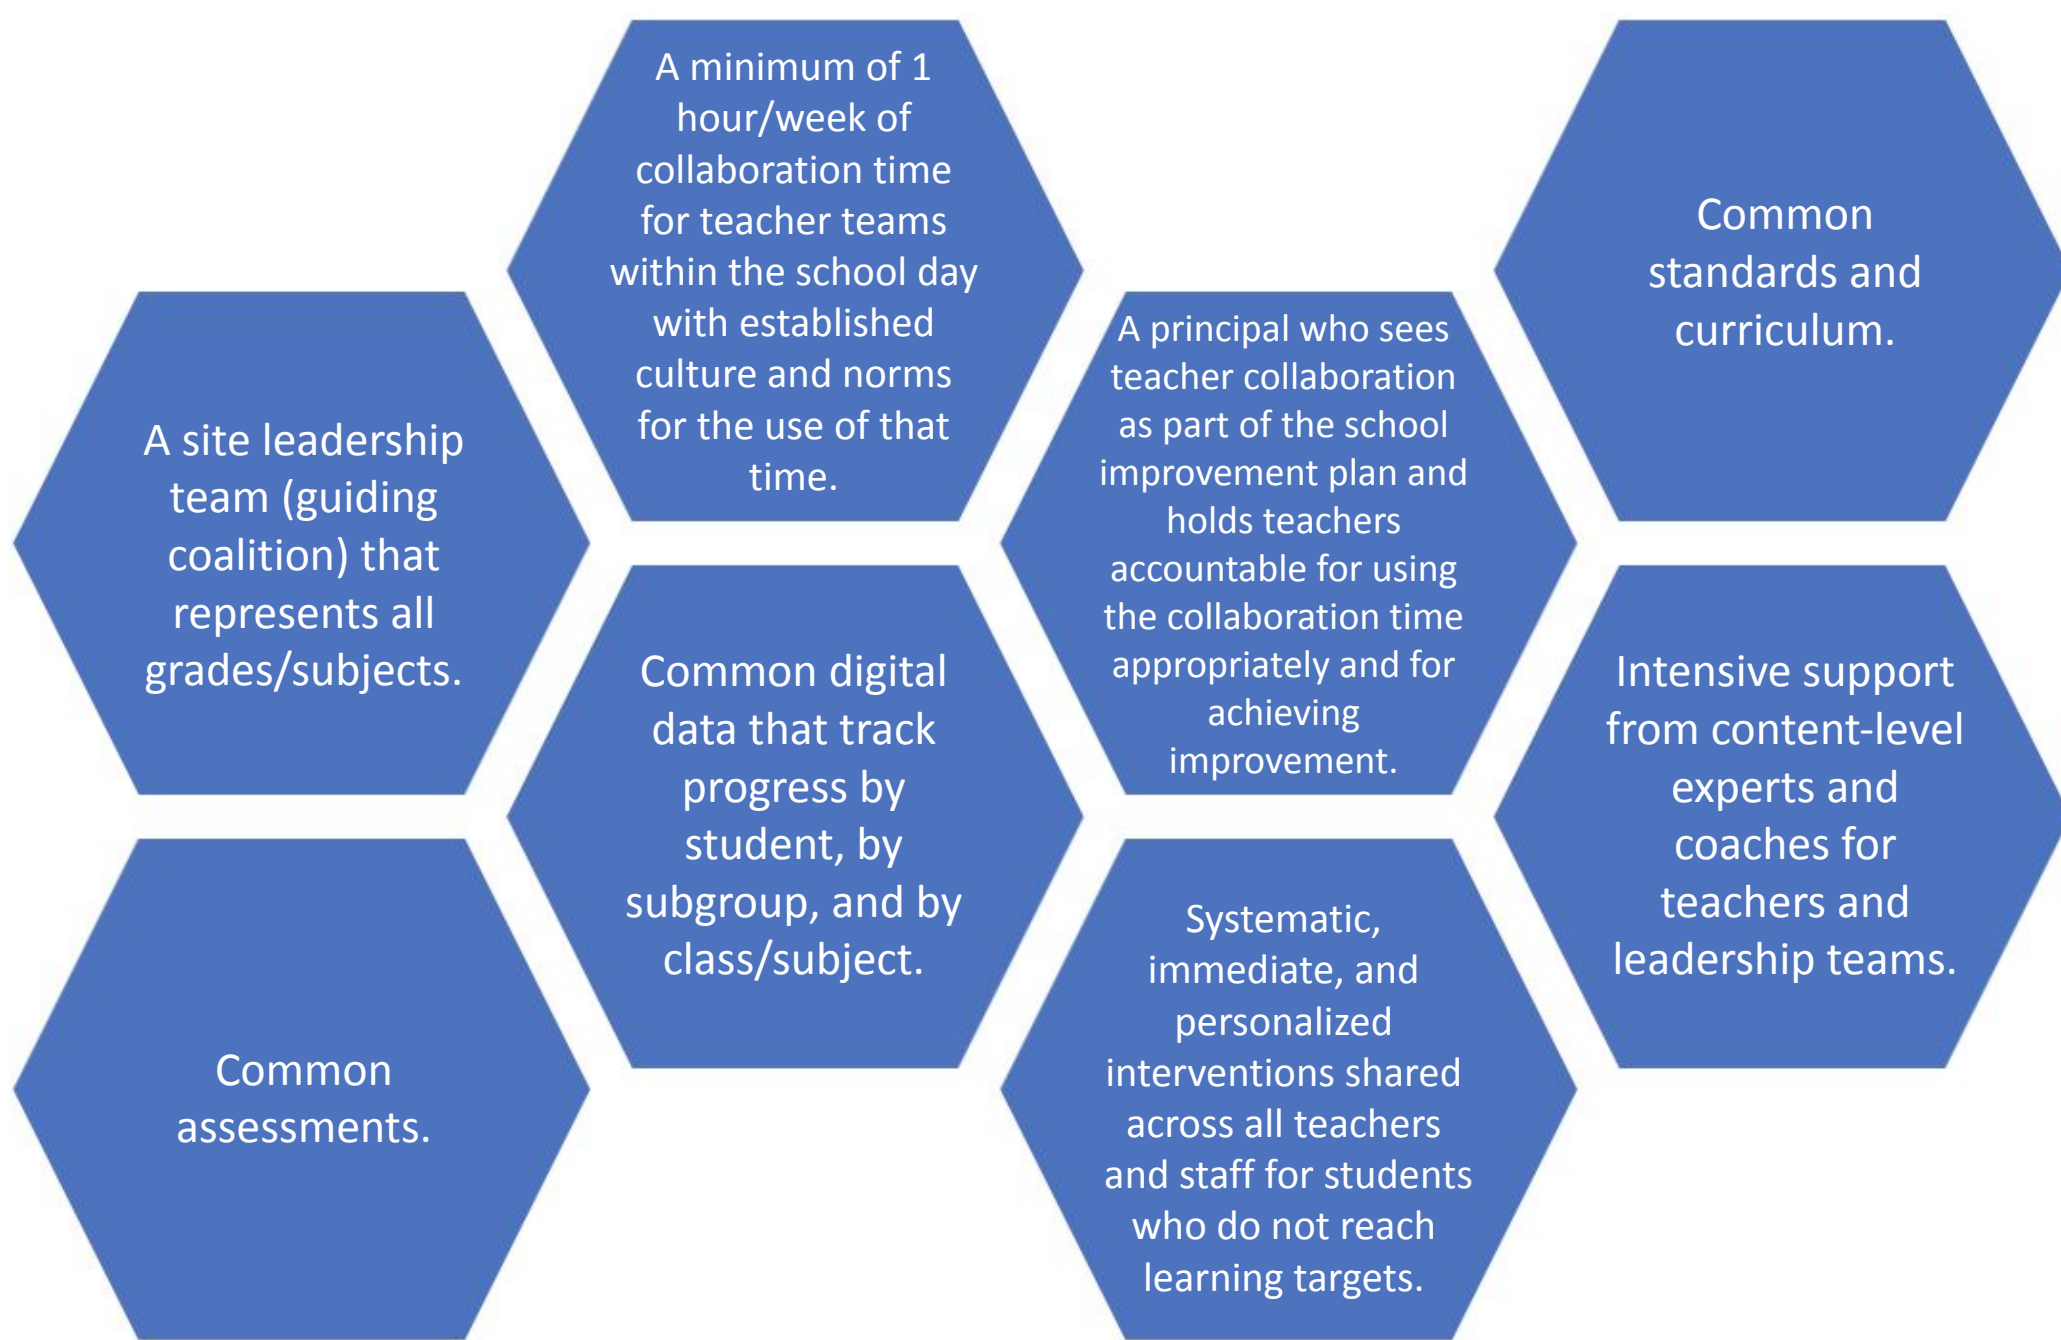 A site leadership
team (guiding
coalition) that
represents all
grades/subjects.
A minimum of 1
hour/week of
collaboration time
for teacher teams
within the school day
with established
culture and norms
for the use of that
time.
A principal who sees
teacher collaboration
as part of the school
improvement plan and
holds teachers
accountable for using
the collaboration time
appropriately and for
achieving
improvement.
Common
standards and
curriculum.
Common
assessments.
Common digital
data that track
progress by
student, by
subgroup, and by
class/subject.
Systematic,
immediate, and
personalized
interventions shared
across all teachers
and staff for students
who do not reach
learning targets.
Intensive support
from content-level
experts and
coaches for
teachers and
leadership teams.